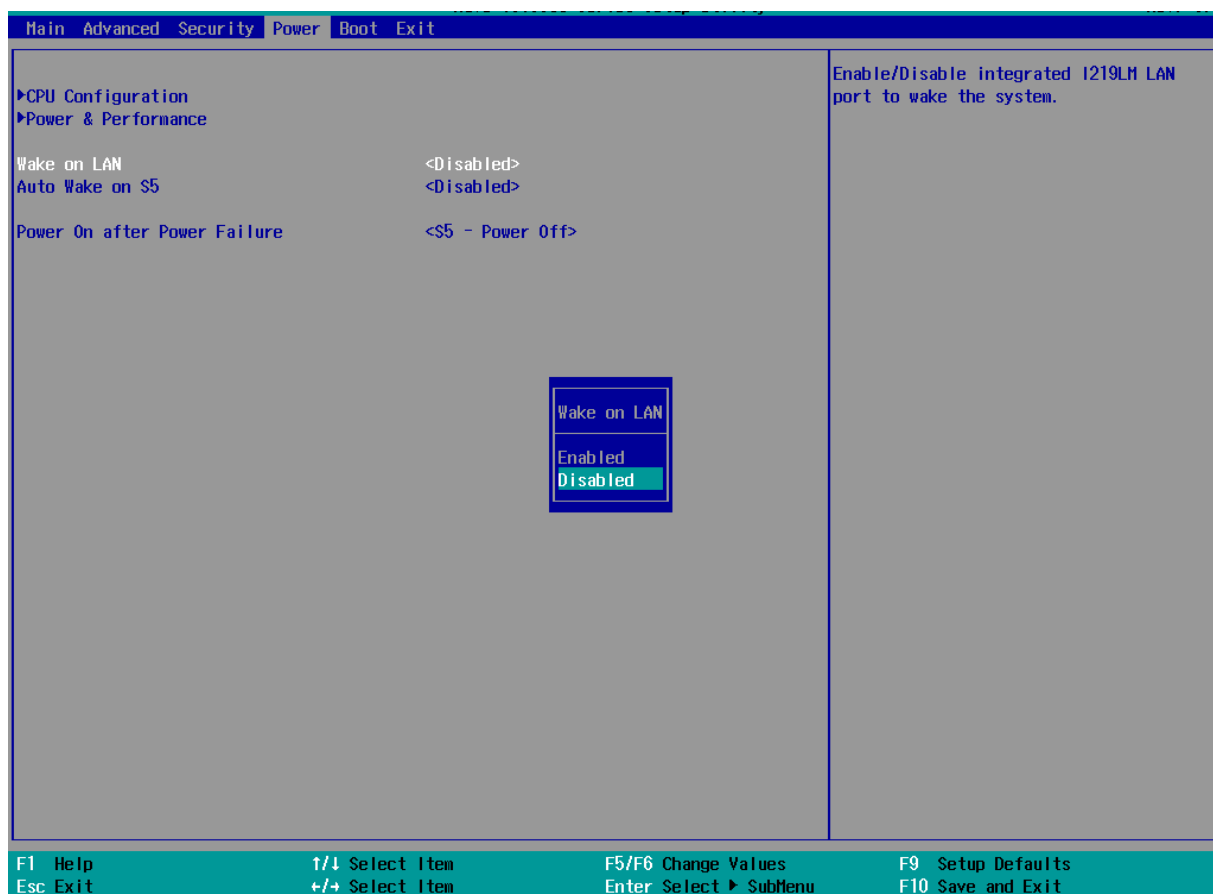 Main Advanced Security Power Boot Exit
▶CPU Configuration
▶Power & Performance
Wake on LAN <Disabled>
Auto Wake on S5 <Disabled>
Power On after Power Failure <S5 - Power Off>
Enable/Disable integrated I219LM LAN
port to wake the system.
Wake on LAN
Enabled
Disabled
F1 Help ↑/↓ Select Item F5/F6 Change Values F9 Setup Defaults
Esc Exit ←/→ Select Item Enter Select ▶ SubMenu F10 Save and Exit